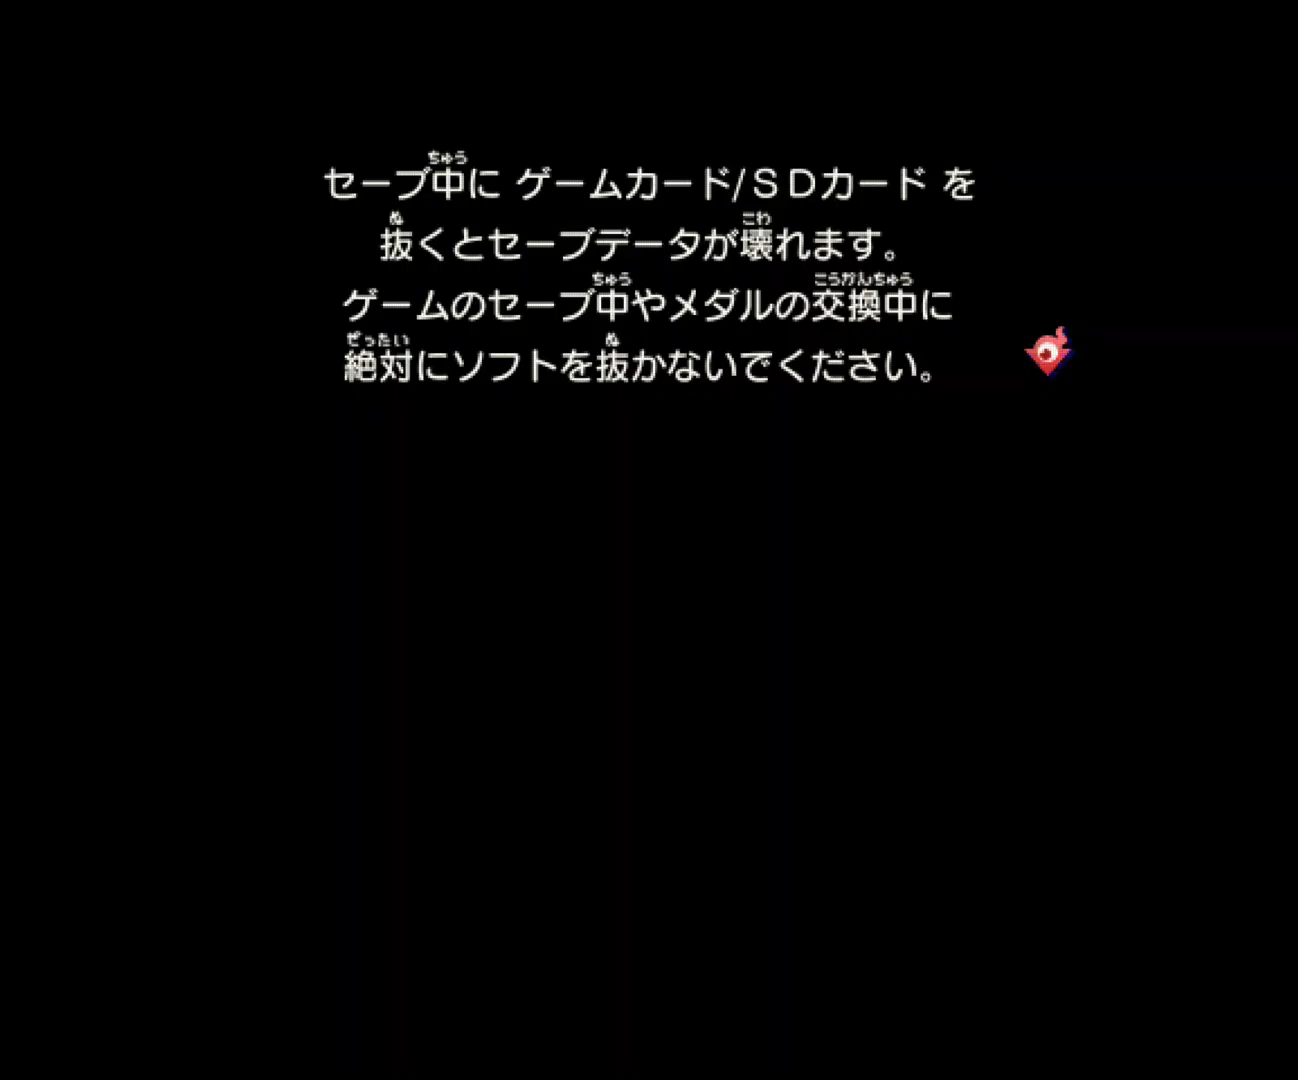 セーブ中に ゲームカード/ＳＤカード を
抜くとセーブデータが壊れます。
ゲームのセーブ中やメダルの交換中に
絶対にソフトを抜かないでください。